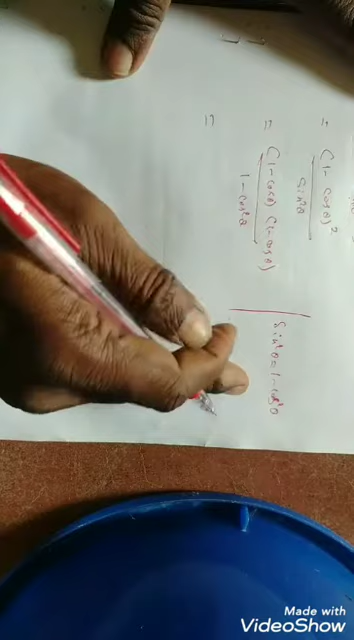 = (1 - cosθ)² / sin²θ
= (1-cosθ) (1-cosθ) / 1-cos²θ
sin²θ = 1-cos²θ
=
Made with
VideoShow